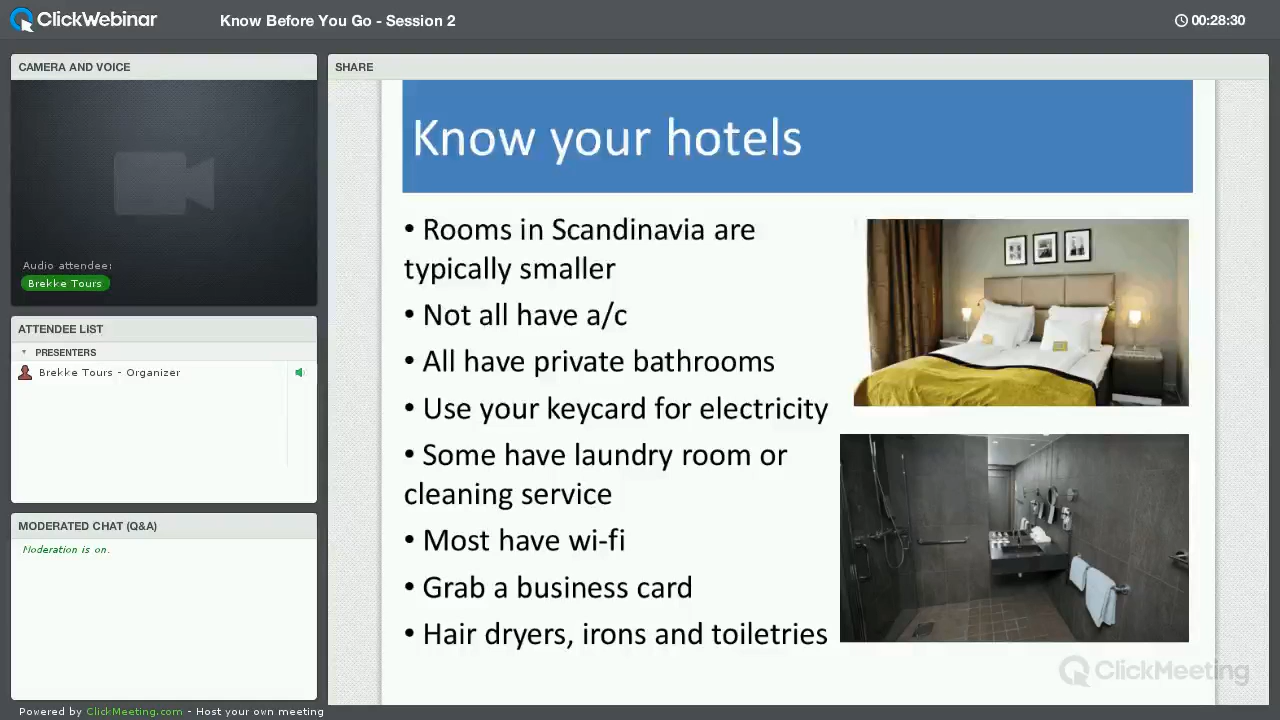 ClickWebinar
Know Before You Go - Session 2
00:28:30
CAMERA AND VOICE
Audio attendee:
Brekke Tours
ATTENDEE LIST
PRESENTERS
Brekke Tours - Organizer
MODERATED CHAT (Q&A)
Moderation is on.
Powered by ClickMeeting.com - Host your own meeting
SHARE
Know your hotels
• Rooms in Scandinavia are
typically smaller
• Not all have a/c
• All have private bathrooms
• Use your keycard for electricity
• Some have laundry room or
cleaning service
• Most have wi-fi
• Grab a business card
• Hair dryers, irons and toiletries
ClickMeeting